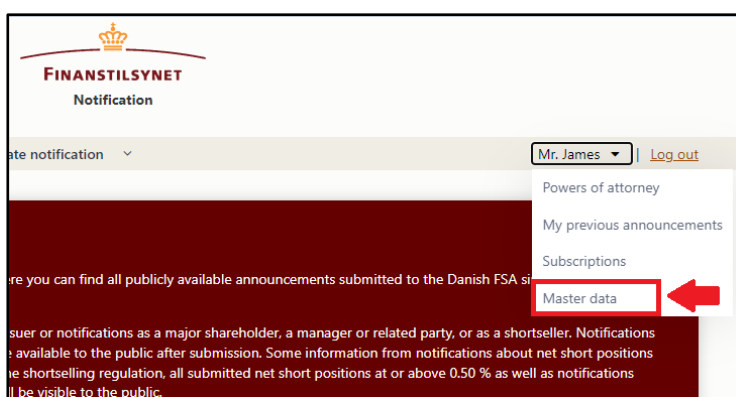 FINANSTILSYNET
Notification
ate notification
Mr. James | Log out
Powers of attorney
My previous announcements
Subscriptions
Master data
ere you can find all publicly available announcements submitted to the Danish FSA si
suer or notifications as a major shareholder, a manager or related party, or as a shortseller. Notifications
e available to the public after submission. Some information from notifications about net short positions
he shortselling regulation, all submitted net short positions at or above 0.50 % as well as notifications
ll be visible to the public.